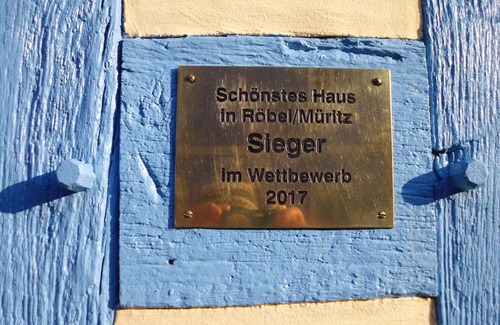 Schönstes Haus
in Röbel/Müritz
Sieger
im Wettbewerb
2017